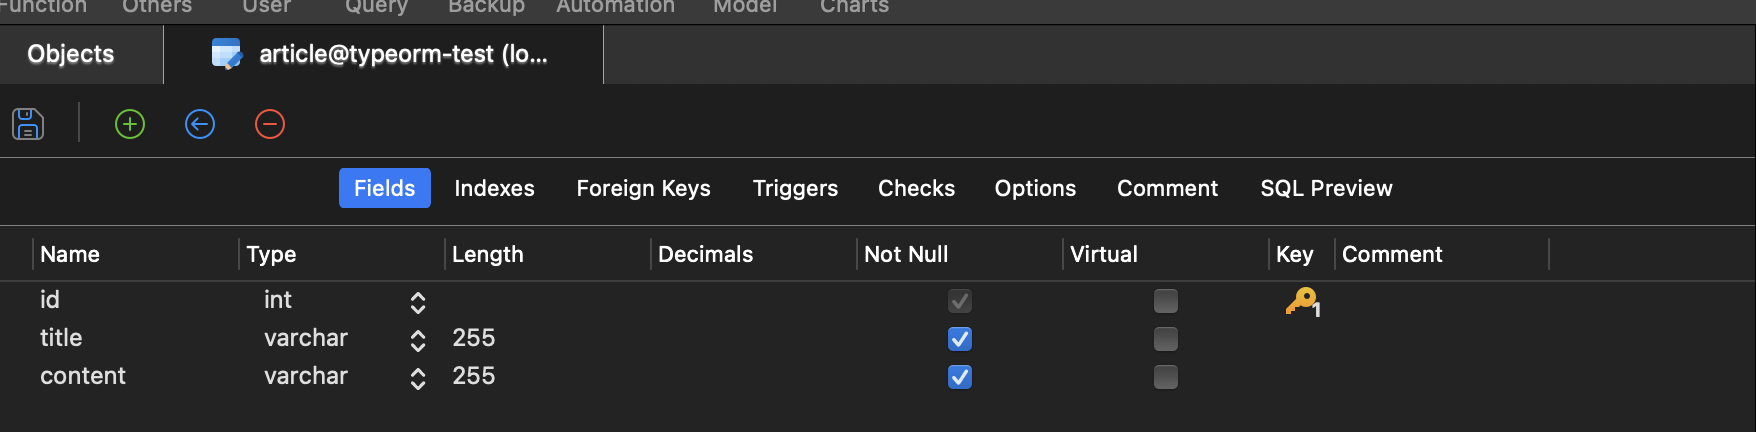 Function Others User Query Backup Automation Model Charts
Objects article@typeorm-test (lo...
Fields Indexes Foreign Keys Triggers Checks Options Comment SQL Preview
Name Type Length Decimals Not Null Virtual Key Comment
id int 1
title varchar 255
content varchar 255